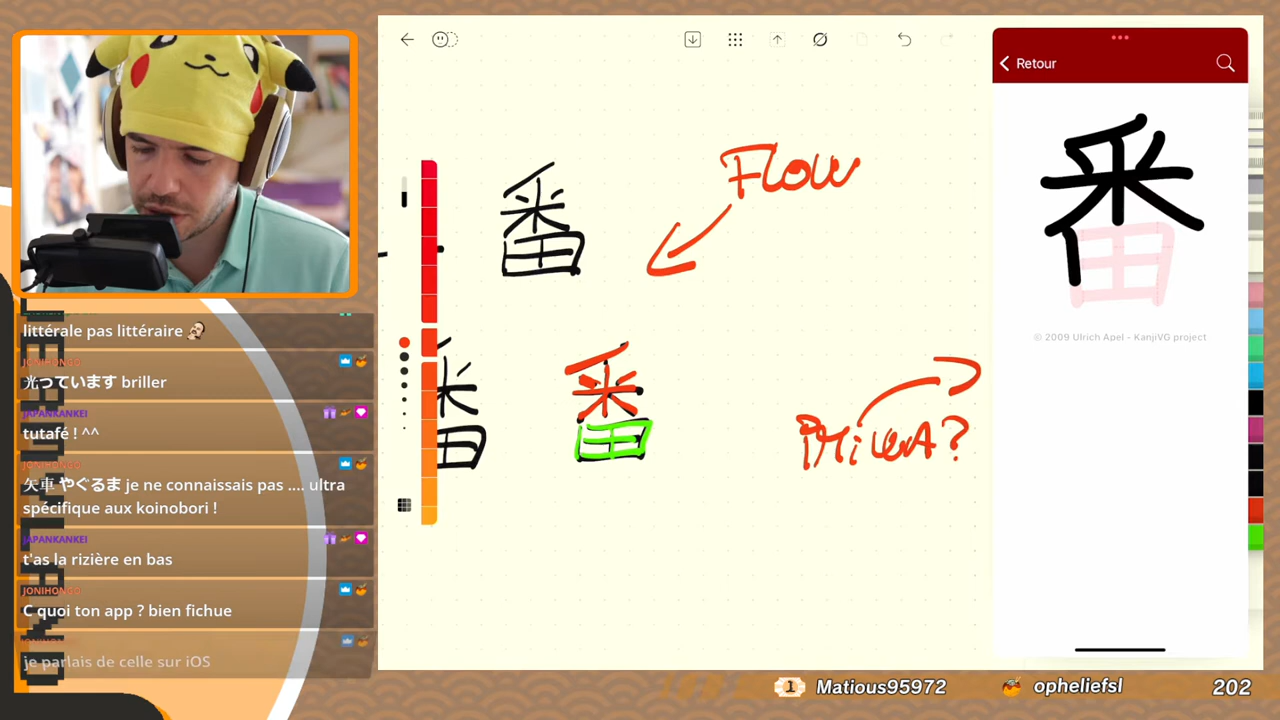 littérale pas littéraire
JONIHONGO
光っています briller
JAPANKANKEI
tutafé ! ^^
JONIHONGO
矢車 やぐるま je ne connaissais pas .... ultra
spécifique aux koinobori !
JAPANKANKEI
t'as la rizière en bas
JONIHONGO
C quoi ton app ? bien fichue
je parlais de celle sur iOS
番
FLOW
番
番
Retour
番
© 2009 Ulrich Apel - KanjiVG project
1 Matious95972
opheliefsl
202